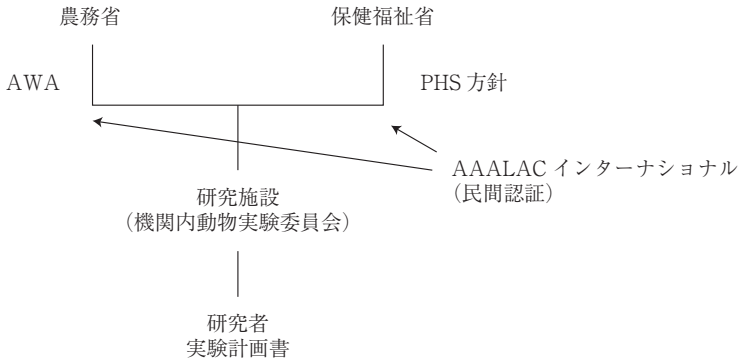 農務省
保健福祉省
AWA
PHS 方針
AAALAC インターナショナル
（民間認証）
研究施設
（機関内動物実験委員会）
研究者
実験計画書